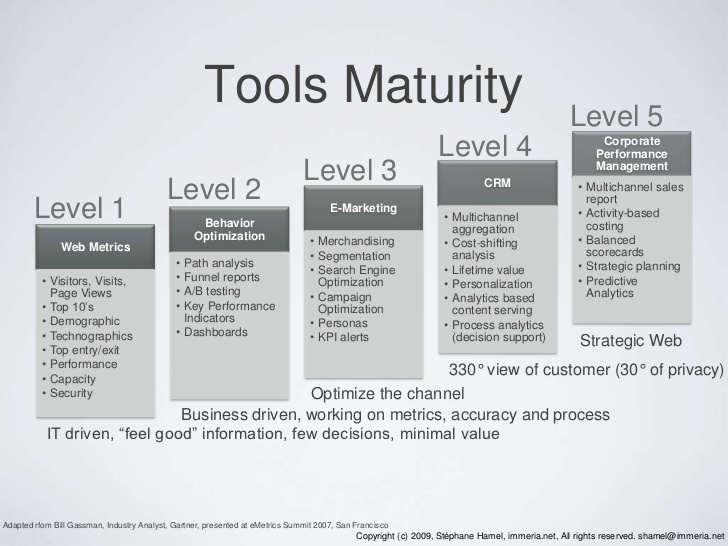 Tools Maturity
Level 1
Web Metrics
• Visitors, Visits,
Page Views
• Top 10's
• Demographic
• Technographics
• Top entry/exit
• Performance
• Capacity
• Security
Level 2
Behavior
Optimization
• Path analysis
• Funnel reports
• A/B testing
• Key Performance
Indicators
• Dashboards
Level 3
E-Marketing
• Merchandising
• Segmentation
• Search Engine
Optimization
• Campaign
Optimization
• Personas
• KPI alerts
Level 4
CRM
• Multichannel
aggregation
• Cost-shifting
analysis
• Lifetime value
• Personalization
• Analytics based
content serving
• Process analytics
(decision support)
Level 5
Corporate
Performance
Management
• Multichannel sales
report
• Activity-based
costing
• Balanced
scorecards
• Strategic planning
• Predictive
Analytics
Strategic Web
330° view of customer (30° of privacy)
Optimize the channel
Business driven, working on metrics, accuracy and process
IT driven, “feel good” information, few decisions, minimal value
Adapted rfom Bill Gassman, Industry Analyst, Gartner, presented at eMetrics Summit 2007, San Francisco
Copyright (c) 2009, Stéphane Hamel, immeria.net, All rights reserved. shamel@immeria.net